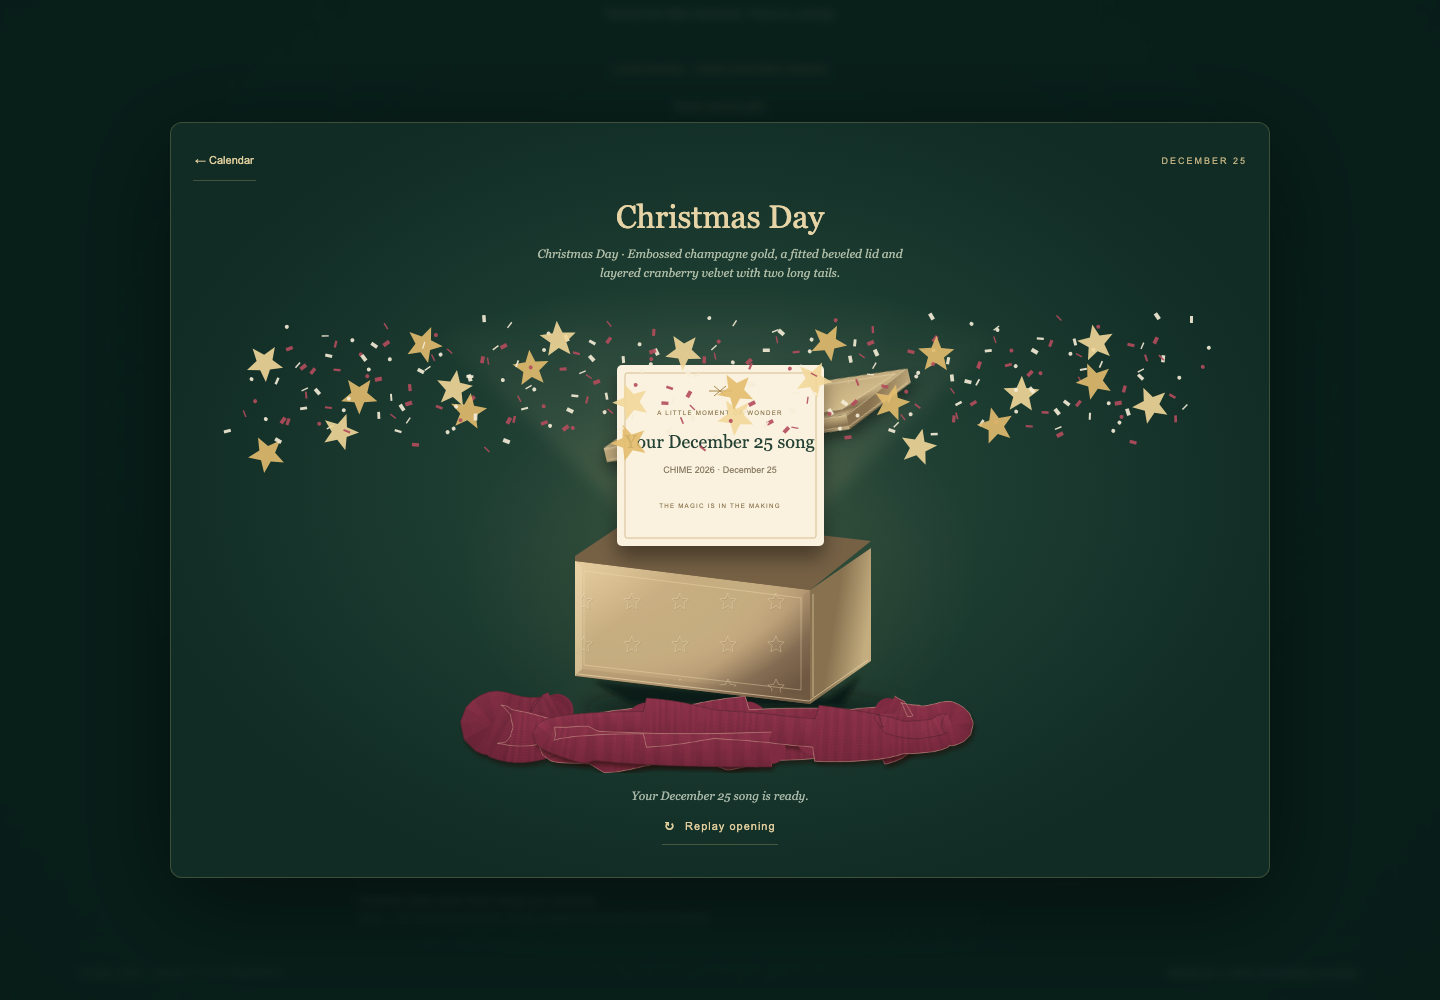 ← Calendar
DECEMBER 25
Christmas Day
Christmas Day · Embossed champagne gold, a fitted beveled lid and
layered cranberry velvet with two long tails.
A LITTLE MOMENT WONDER
Your December 25 song
CHIME 2026 · December 25
THE MAGIC IS IN THE MAKING
Your December 25 song is ready.
↻ Replay opening